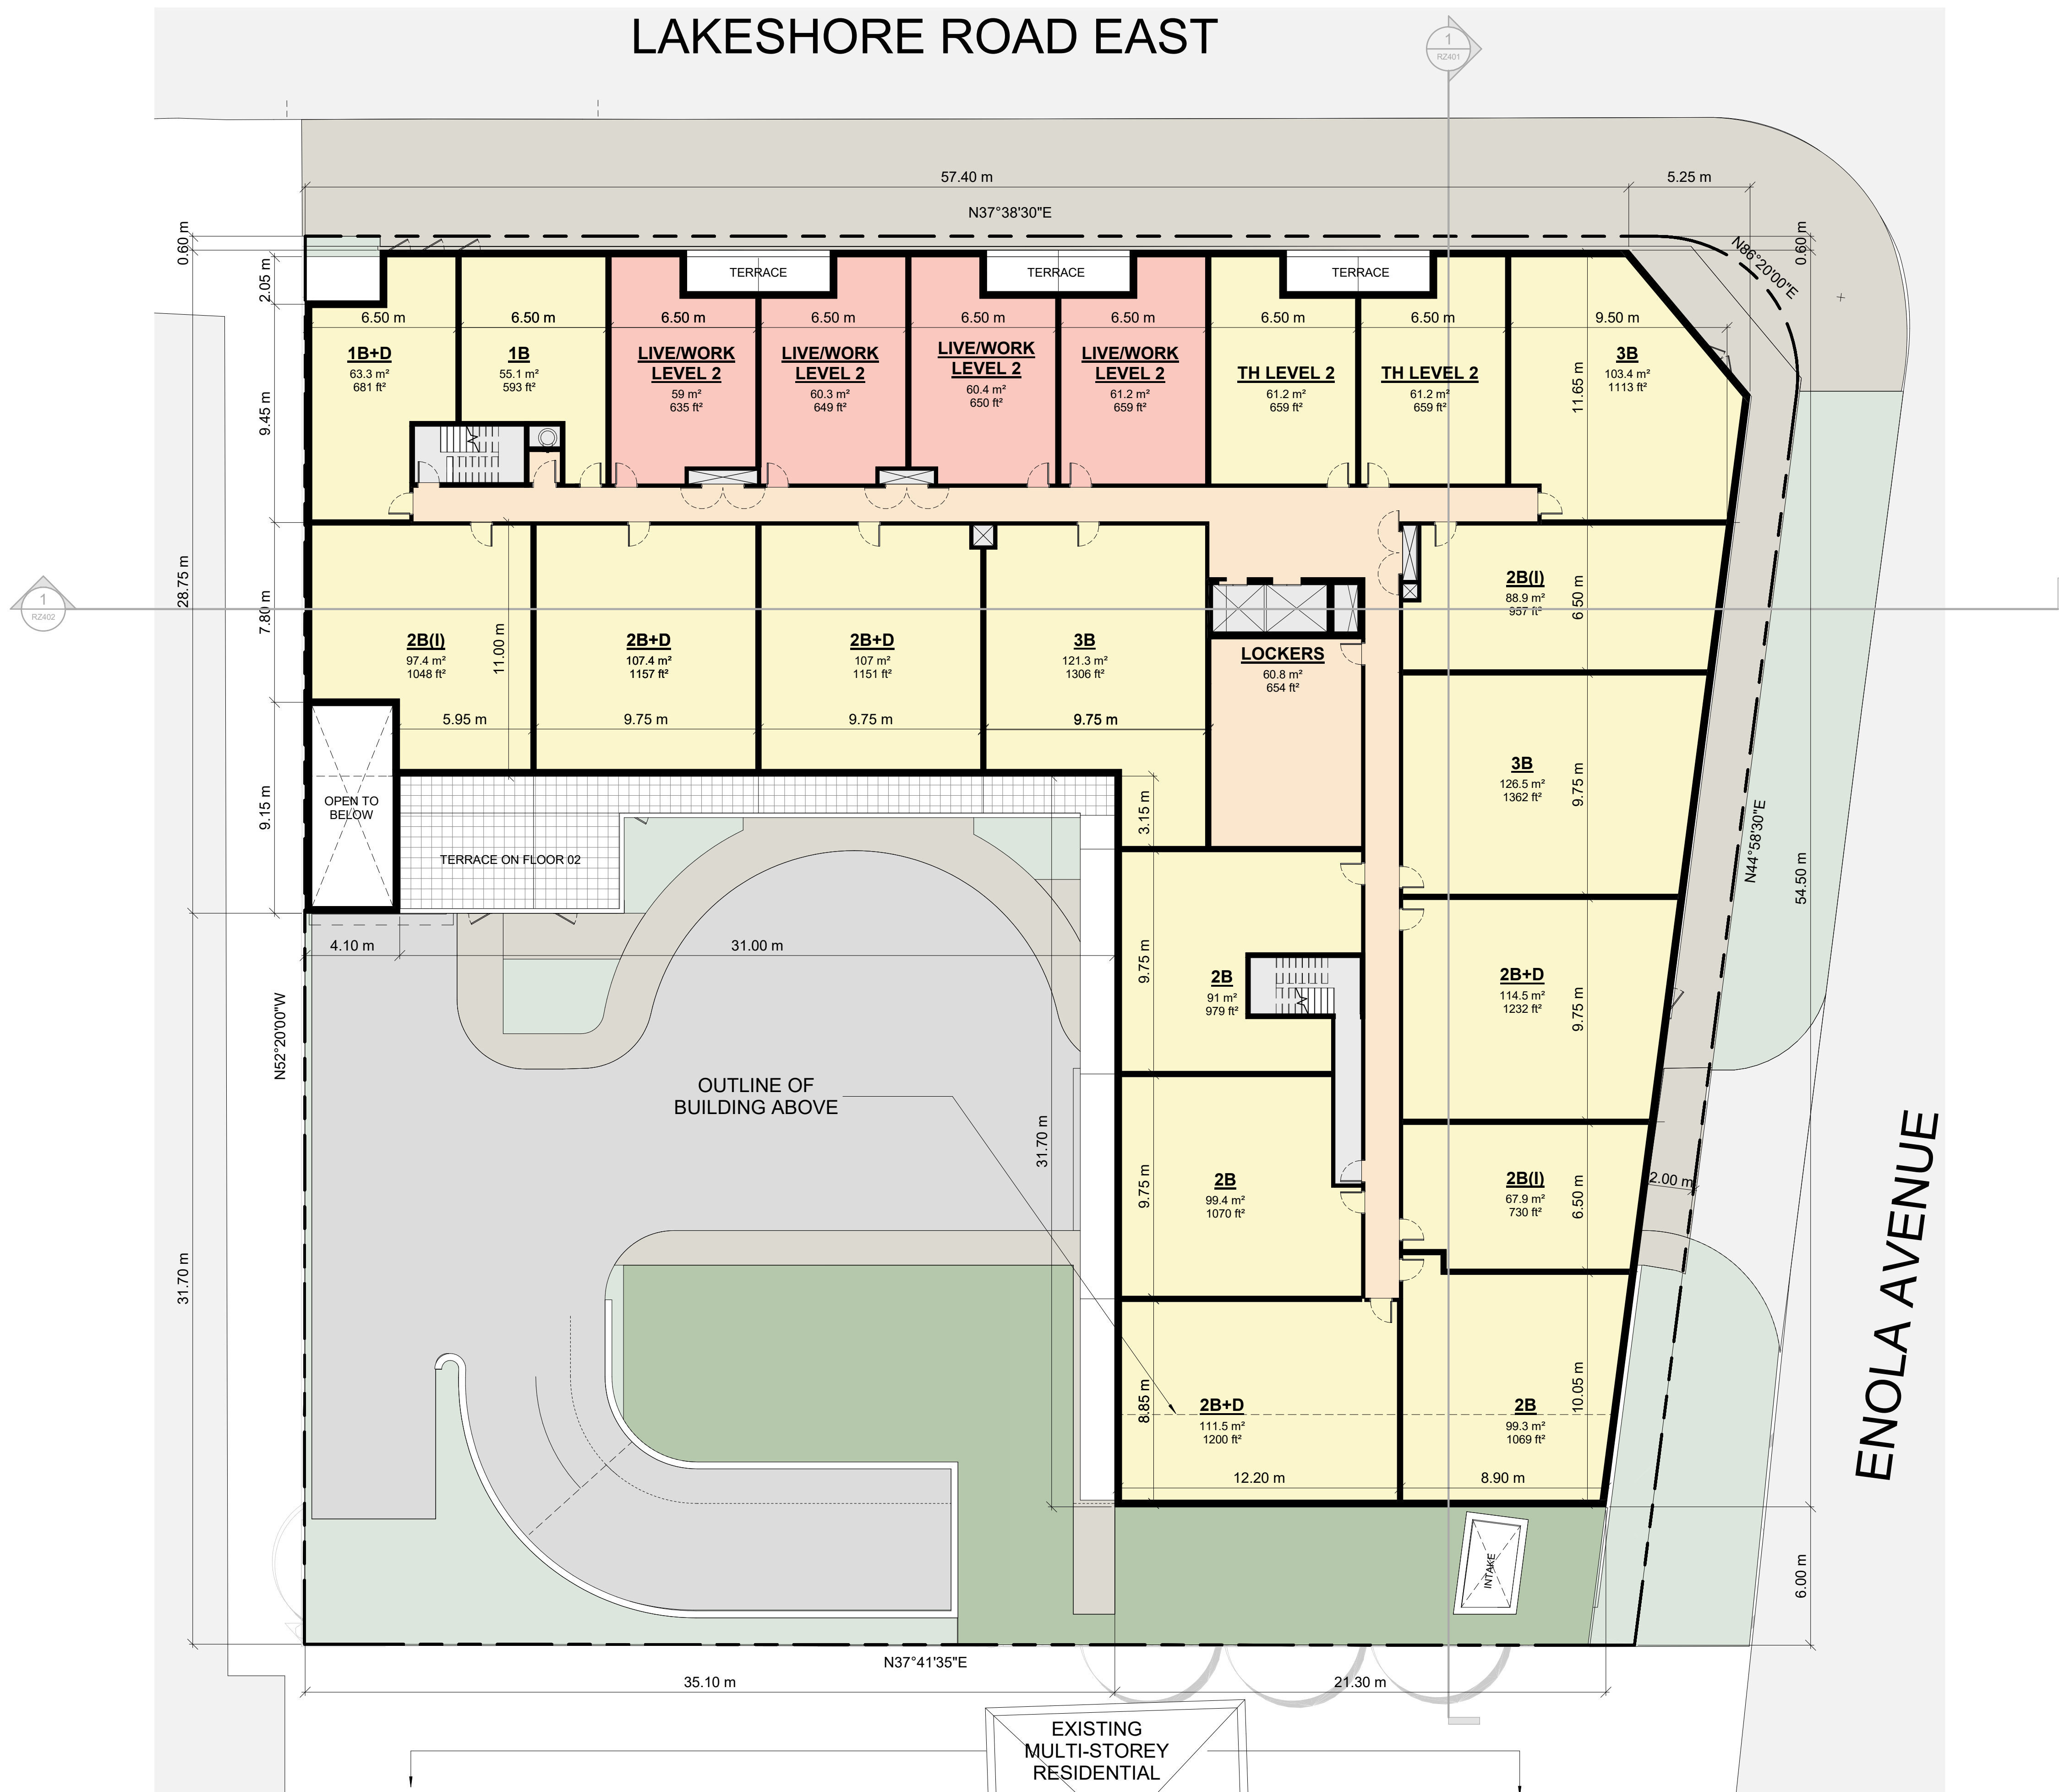 LAKESHORE ROAD EAST
1
RZ401
57.40 m
5.25 m
N37°38'30"E
N86°20'00"E
0.60 m
0.60 m
2.05 m
TERRACE
TERRACE
TERRACE
6.50 m
6.50 m
6.50 m
6.50 m
6.50 m
6.50 m
6.50 m
6.50 m
9.50 m
1B+D
63.3 m²
681 ft²
1B
55.1 m²
593 ft²
LIVE/WORK
LEVEL 2
59 m²
635 ft²
LIVE/WORK
LEVEL 2
60.3 m²
649 ft²
LIVE/WORK
LEVEL 2
60.4 m²
650 ft²
LIVE/WORK
LEVEL 2
61.2 m²
659 ft²
TH LEVEL 2
61.2 m²
659 ft²
TH LEVEL 2
61.2 m²
659 ft²
3B
103.4 m²
1113 ft²
11.65 m
9.45 m
28.75 m
7.80 m
1
RZ402
2B(I)
97.4 m²
1048 ft²
11.00 m
2B+D
107.4 m²
1157 ft²
2B+D
107 m²
1151 ft²
3B
121.3 m²
1306 ft²
LOCKERS
60.8 m²
654 ft²
2B(I)
88.9 m²
957 ft²
6.50 m
5.95 m
9.75 m
9.75 m
9.75 m
3B
126.5 m²
1362 ft²
9.75 m
9.15 m
OPEN TO
BELOW
TERRACE ON FLOOR 02
3.15 m
N44°58'30"E
54.50 m
4.10 m
31.00 m
9.75 m
2B
91 m²
979 ft²
2B+D
114.5 m²
1232 ft²
9.75 m
N52°20'00"W
OUTLINE OF
BUILDING ABOVE
31.70 m
9.75 m
2B
99.4 m²
1070 ft²
2B(I)
67.9 m²
730 ft²
6.50 m
2.00 m
ENOLA AVENUE
31.70 m
8.85 m
2B+D
111.5 m²
1200 ft²
2B
99.3 m²
1069 ft²
10.05 m
12.20 m
8.90 m
INTAKE
6.00 m
N37°41'35"E
35.10 m
21.30 m
EXISTING
MULTI-STOREY
RESIDENTIAL